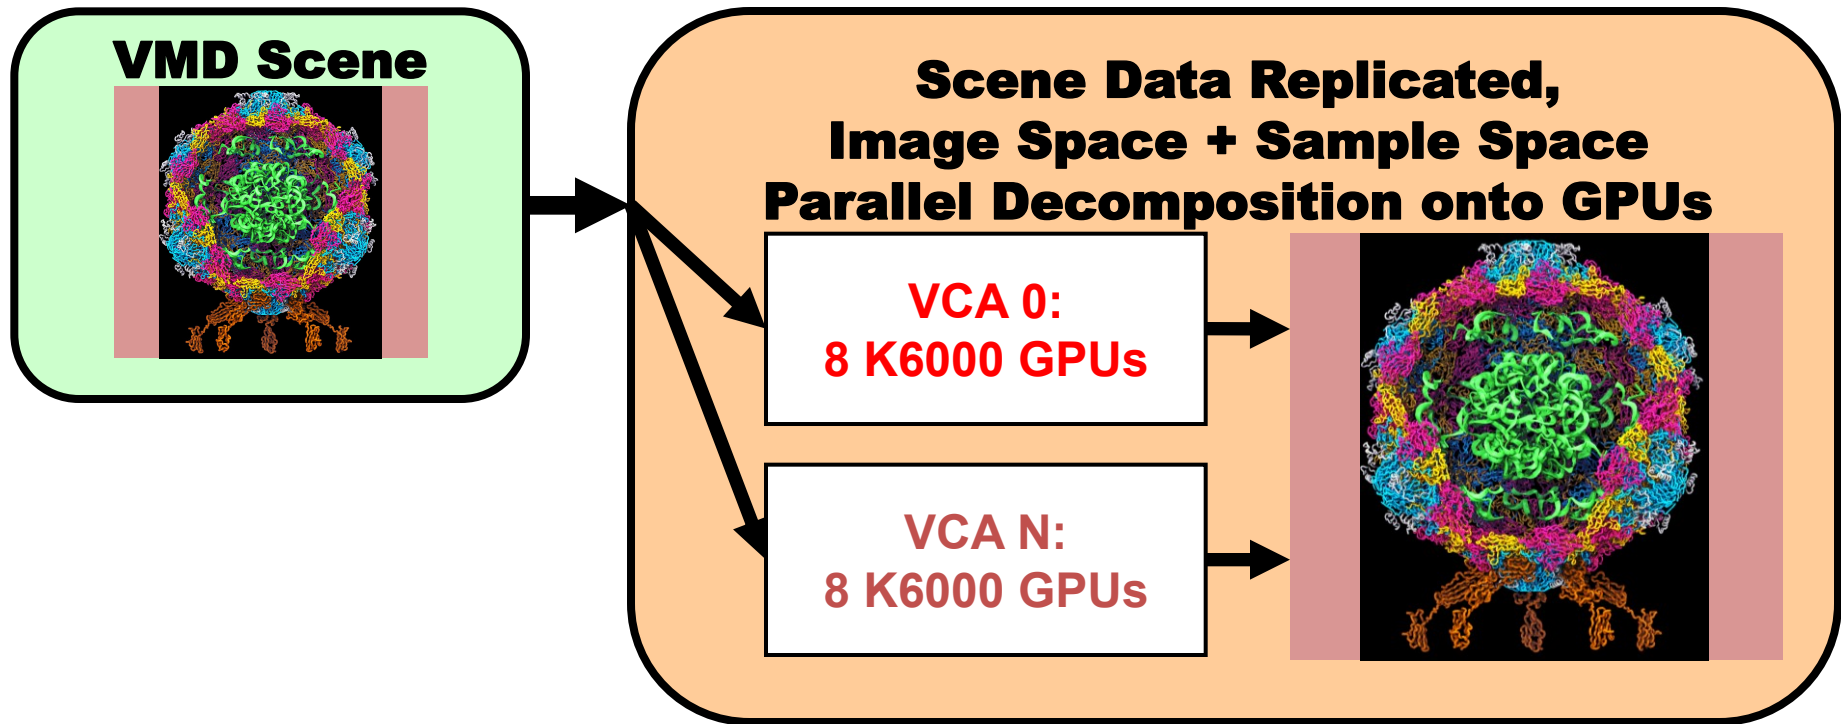 VMD Scene
Scene Data Replicated,
Image Space + Sample Space
Parallel Decomposition onto GPUs
VCA 0:
8 K6000 GPUs
VCA N:
8 K6000 GPUs